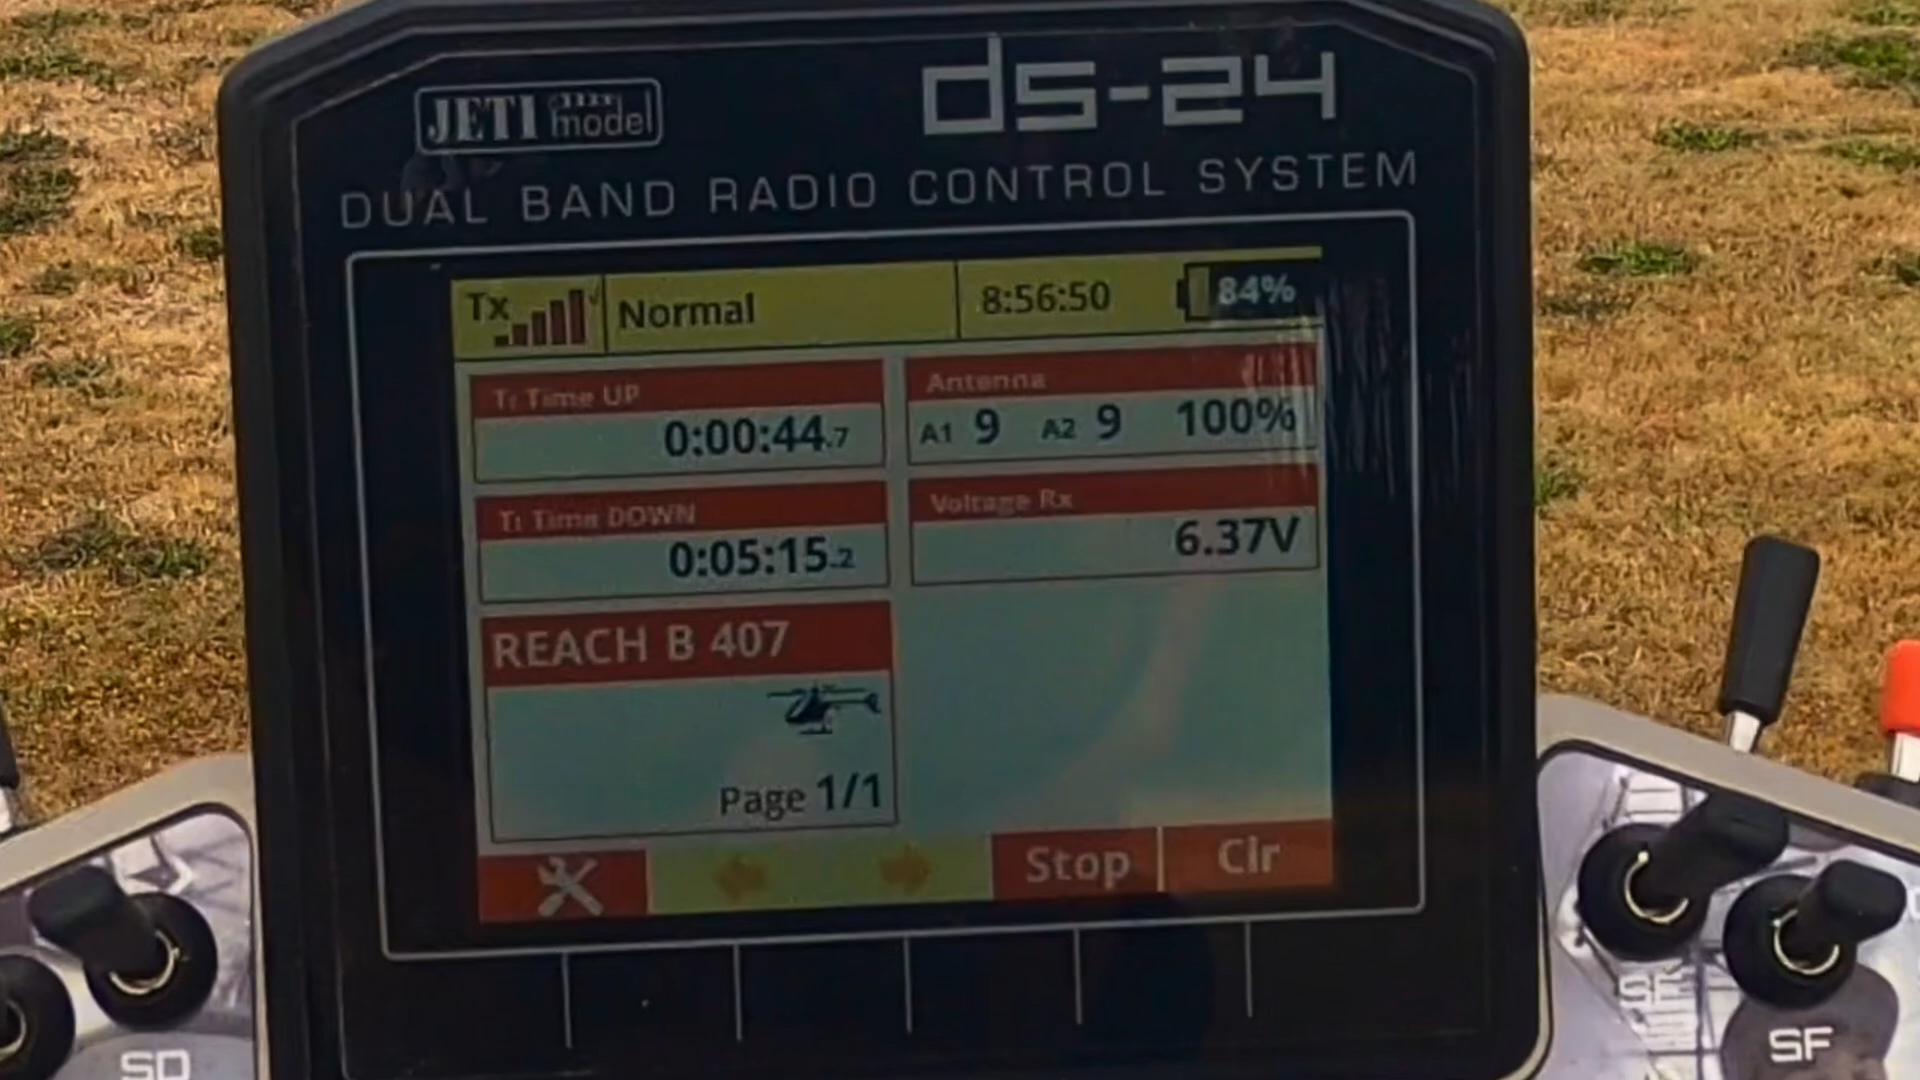 JETI model
ds-24
DUAL BAND RADIO CONTROL SYSTEM
Tx Normal 8:56:50 84%
Time UP
0:00:44.7
Antenna
A1 9 A2 9 100%
Time DOWN
0:05:15.2
Voltage Rx
6.37V
REACH B 407
Page 1/1
Stop Clr
SD
SF